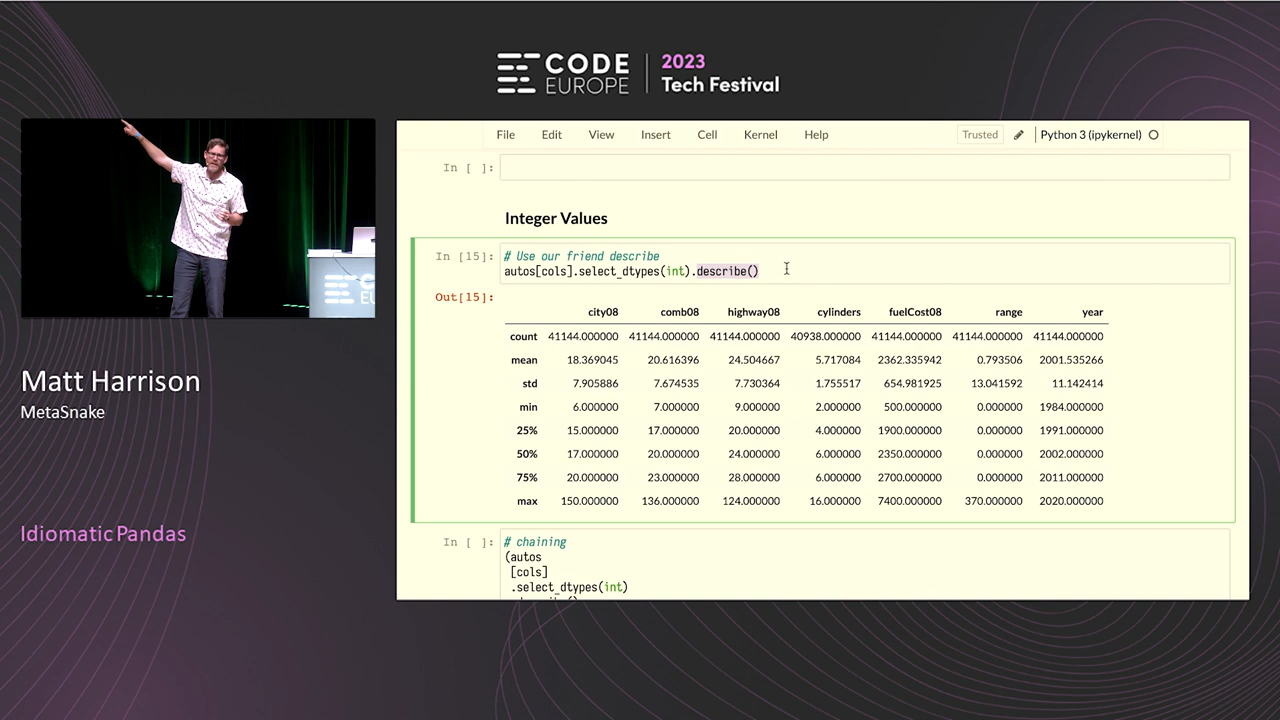 CODE EUROPE | 2023 Tech Festival
File Edit View Insert Cell Kernel Help Trusted Python 3 (ipykernel)
In [ ]:
Integer Values
In [15]: # Use our friend describe
autos[cols].select_dtypes(int).describe()
Out[15]:
city08 comb08 highway08 cylinders fuelCost08 range year
count 41144.000000 41144.000000 41144.000000 40938.000000 41144.000000 41144.000000 41144.000000
mean 18.369045 20.616396 24.504667 5.717084 2362.335942 0.793506 2001.535266
std 7.905886 7.674535 7.730364 1.755517 654.981925 13.041592 11.142414
min 6.000000 7.000000 9.000000 2.000000 500.000000 0.000000 1984.000000
25% 15.000000 17.000000 20.000000 4.000000 1900.000000 0.000000 1991.000000
50% 17.000000 20.000000 24.000000 6.000000 2350.000000 0.000000 2002.000000
75% 20.000000 23.000000 28.000000 6.000000 2700.000000 0.000000 2011.000000
max 150.000000 136.000000 124.000000 16.000000 7400.000000 370.000000 2020.000000
In [ ]: # chaining
(autos
[cols]
.select_dtypes(int)
Matt Harrison
MetaSnake
Idiomatic Pandas